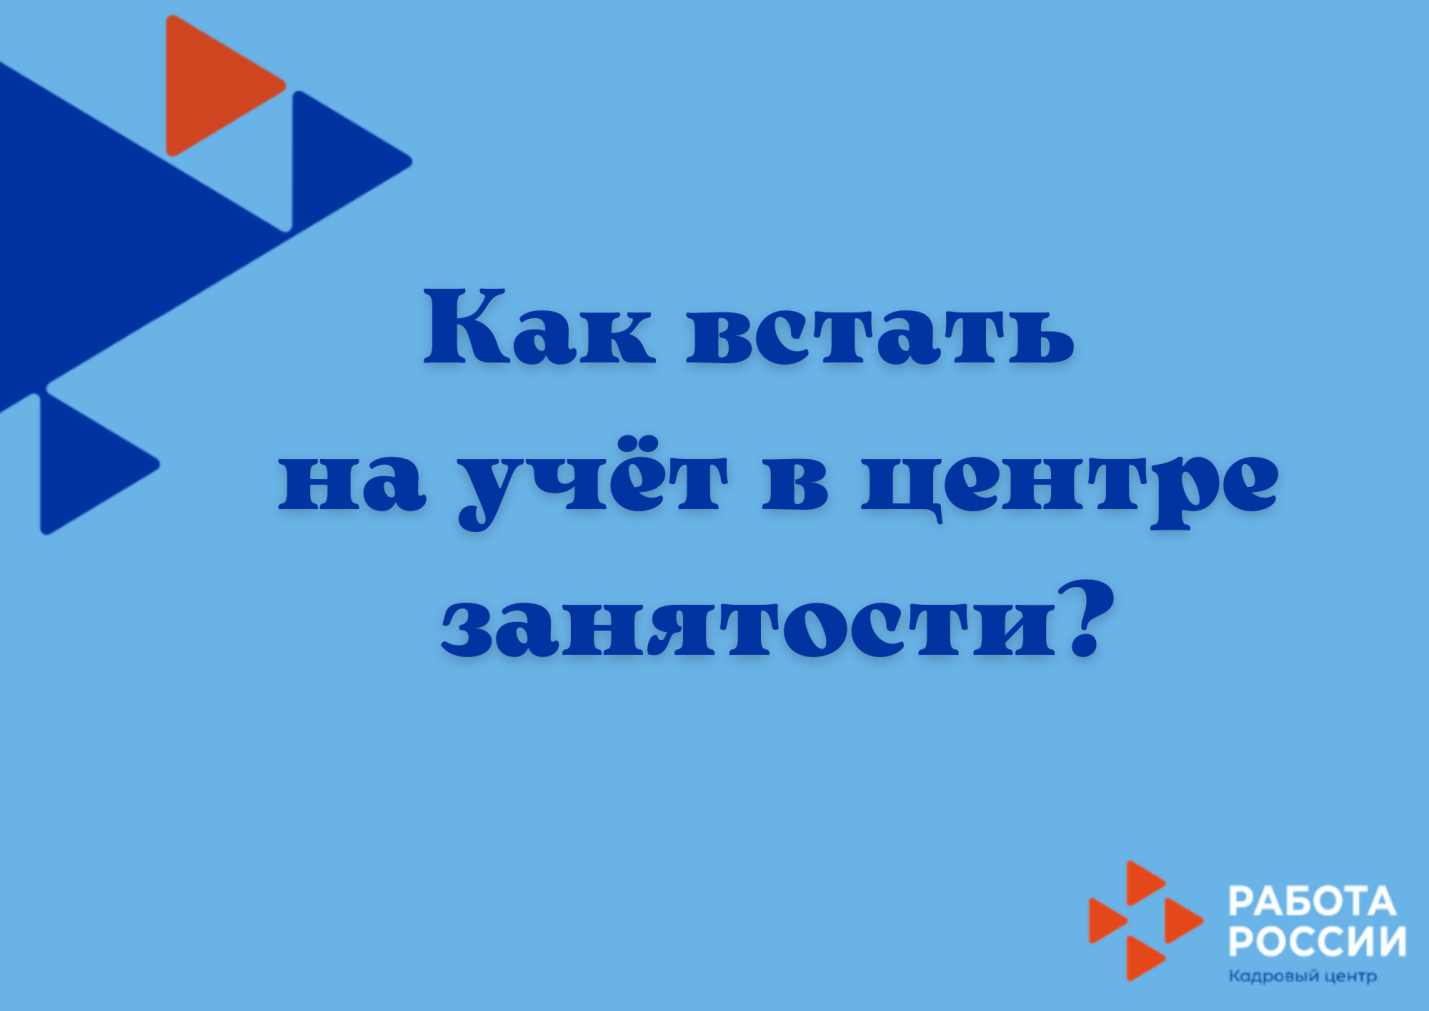 Как встать
на учёт в центре
занятости?
РАБОТА
РОССИИ
Кадровый центр